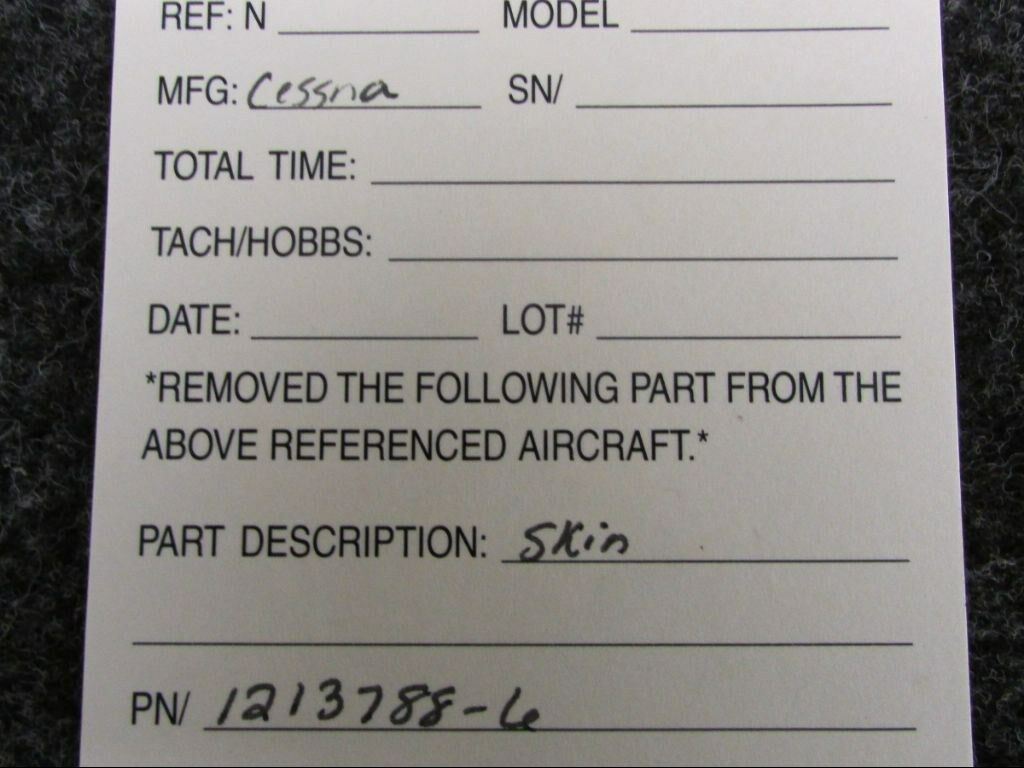 REF: N MODEL
MFG: Cessna SN/
TOTAL TIME:
TACH/HOBBS:
DATE: LOT#
*REMOVED THE FOLLOWING PART FROM THE
ABOVE REFERENCED AIRCRAFT.*
PART DESCRIPTION: Skin
PN/ 1213788-6